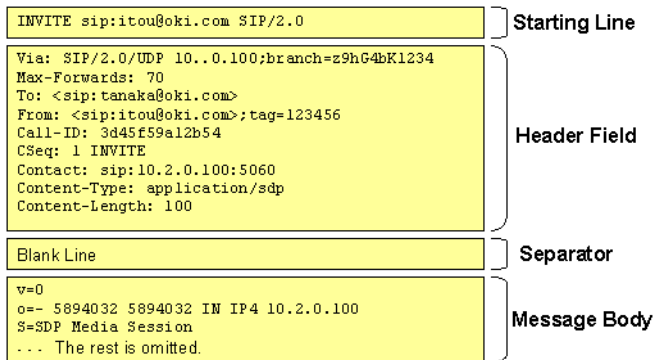 INVITE sip:itou@oki.com SIP/2.0
Starting Line
Via: SIP/2.0/UDP 10..0.100;branch=z9hG4bK1234
Max-Forwards: 70
To: <sip:tanaka@oki.com>
From: <sip:itou@oki.com>;tag=123456
Call-ID: 3d45f59a12b54
CSeq: 1 INVITE
Contact: sip:10.2.0.100:5060
Content-Type: application/sdp
Content-Length: 100
Header Field
Blank Line
Separator
v=0
o=- 5894032 5894032 IN IP4 10.2.0.100
S=SDP Media Session
... The rest is omitted.
Message Body